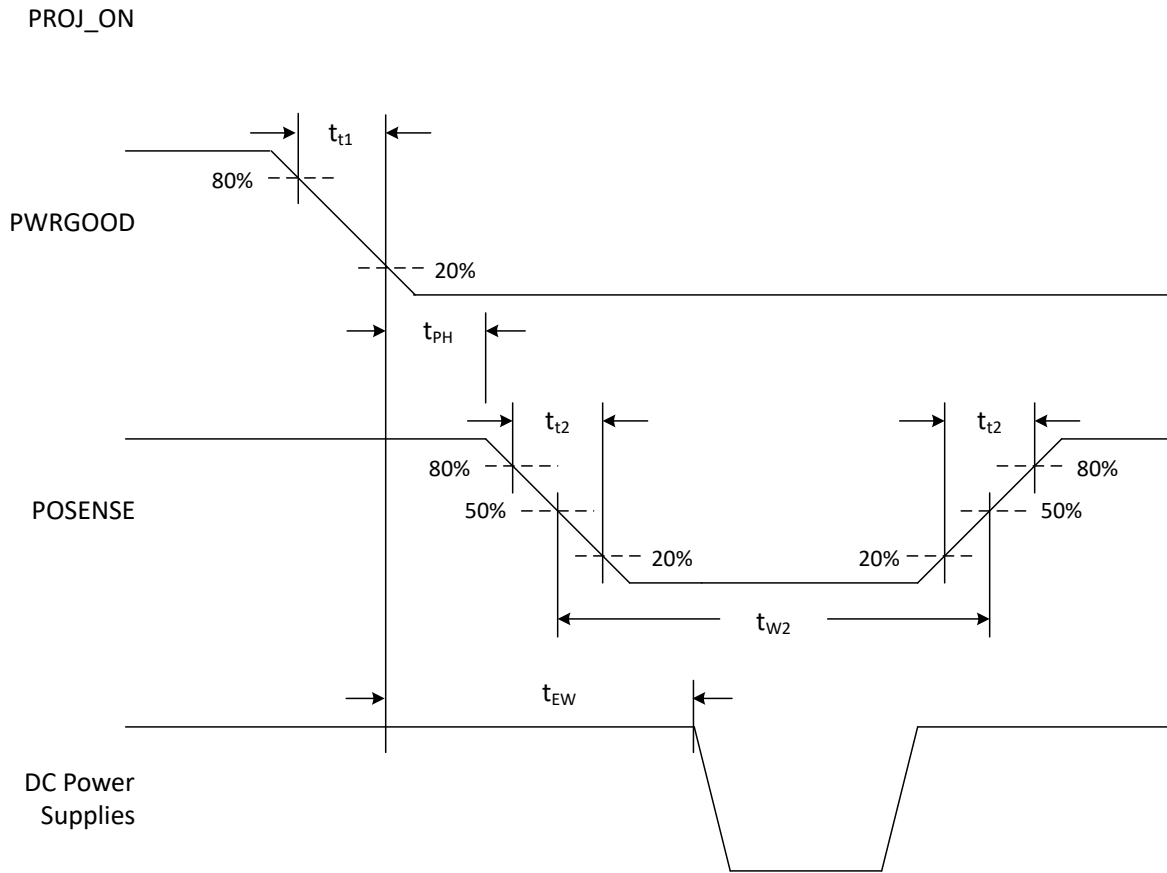 PROJ_ON
t_t1
80%
PWRGOOD
20%
t_PH
t_t2
t_t2
80%
80%
POSENSE
50%
50%
20%
20%
t_W2
t_EW
DC Power
Supplies